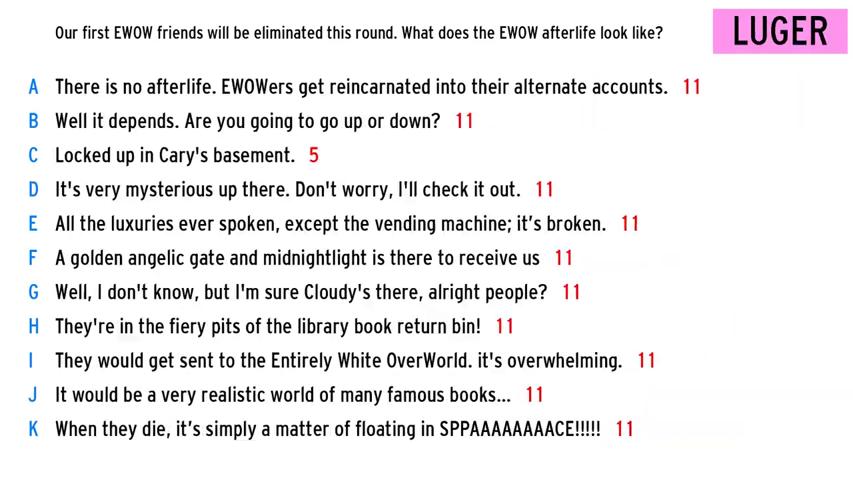 Our first EWOW friends will be eliminated this round. What does the EWOW afterlife look like?
LUGER
A There is no afterlife. EWOWers get reincarnated into their alternate accounts. 11
B Well it depends. Are you going to go up or down? 11
C Locked up in Cary's basement. 5
D It's very mysterious up there. Don't worry, I'll check it out. 11
E All the luxuries ever spoken, except the vending machine; it’s broken. 11
F A golden angelic gate and midnightlight is there to receive us 11
G Well, I don't know, but I'm sure Cloudy's there, alright people? 11
H They're in the fiery pits of the library book return bin! 11
I They would get sent to the Entirely White OverWorld. it's overwhelming. 11
J It would be a very realistic world of many famous books... 11
K When they die, it’s simply a matter of floating in SPPAAAAAAAACE!!!!! 11